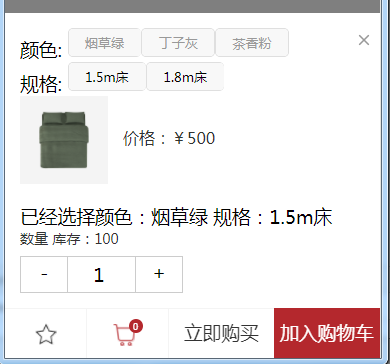 颜色: 烟草绿 丁子灰 茶香粉 ×
规格: 1.5m床 1.8m床
价格：￥500
已经选择颜色：烟草绿 规格：1.5m床
数量 库存：100
- 1 +
0 立即购买 加入购物车